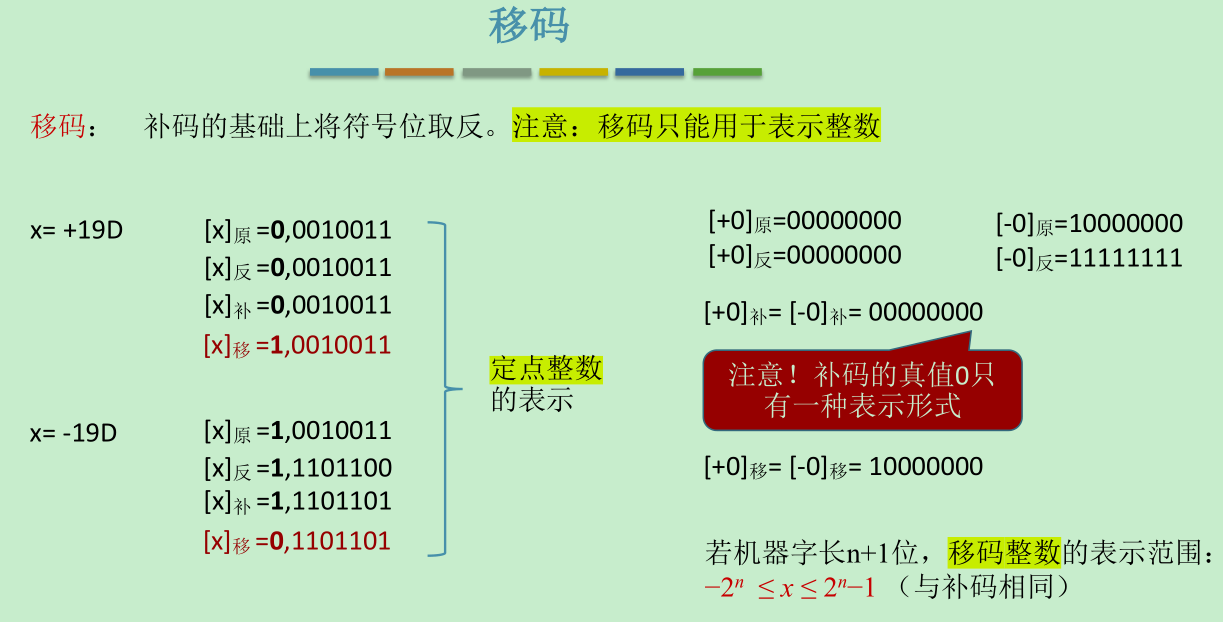 移码
移码： 补码的基础上将符号位取反。注意：移码只能用于表示整数
x= +19D
[x]原 =0,0010011
[x]反 =0,0010011
[x]补 =0,0010011
[x]移 =1,0010011
x= -19D
[x]原 =1,0010011
[x]反 =1,1101100
[x]补 =1,1101101
[x]移 =0,1101101
定点整数
的表示
[+0]原=00000000 [-0]原=10000000
[+0]反=00000000 [-0]反=11111111
[+0]补= [-0]补= 00000000
注意！补码的真值0只
有一种表示形式
[+0]移= [-0]移= 10000000
若机器字长n+1位，移码整数的表示范围：
−2ⁿ ≤ x ≤ 2ⁿ−1 （与补码相同）